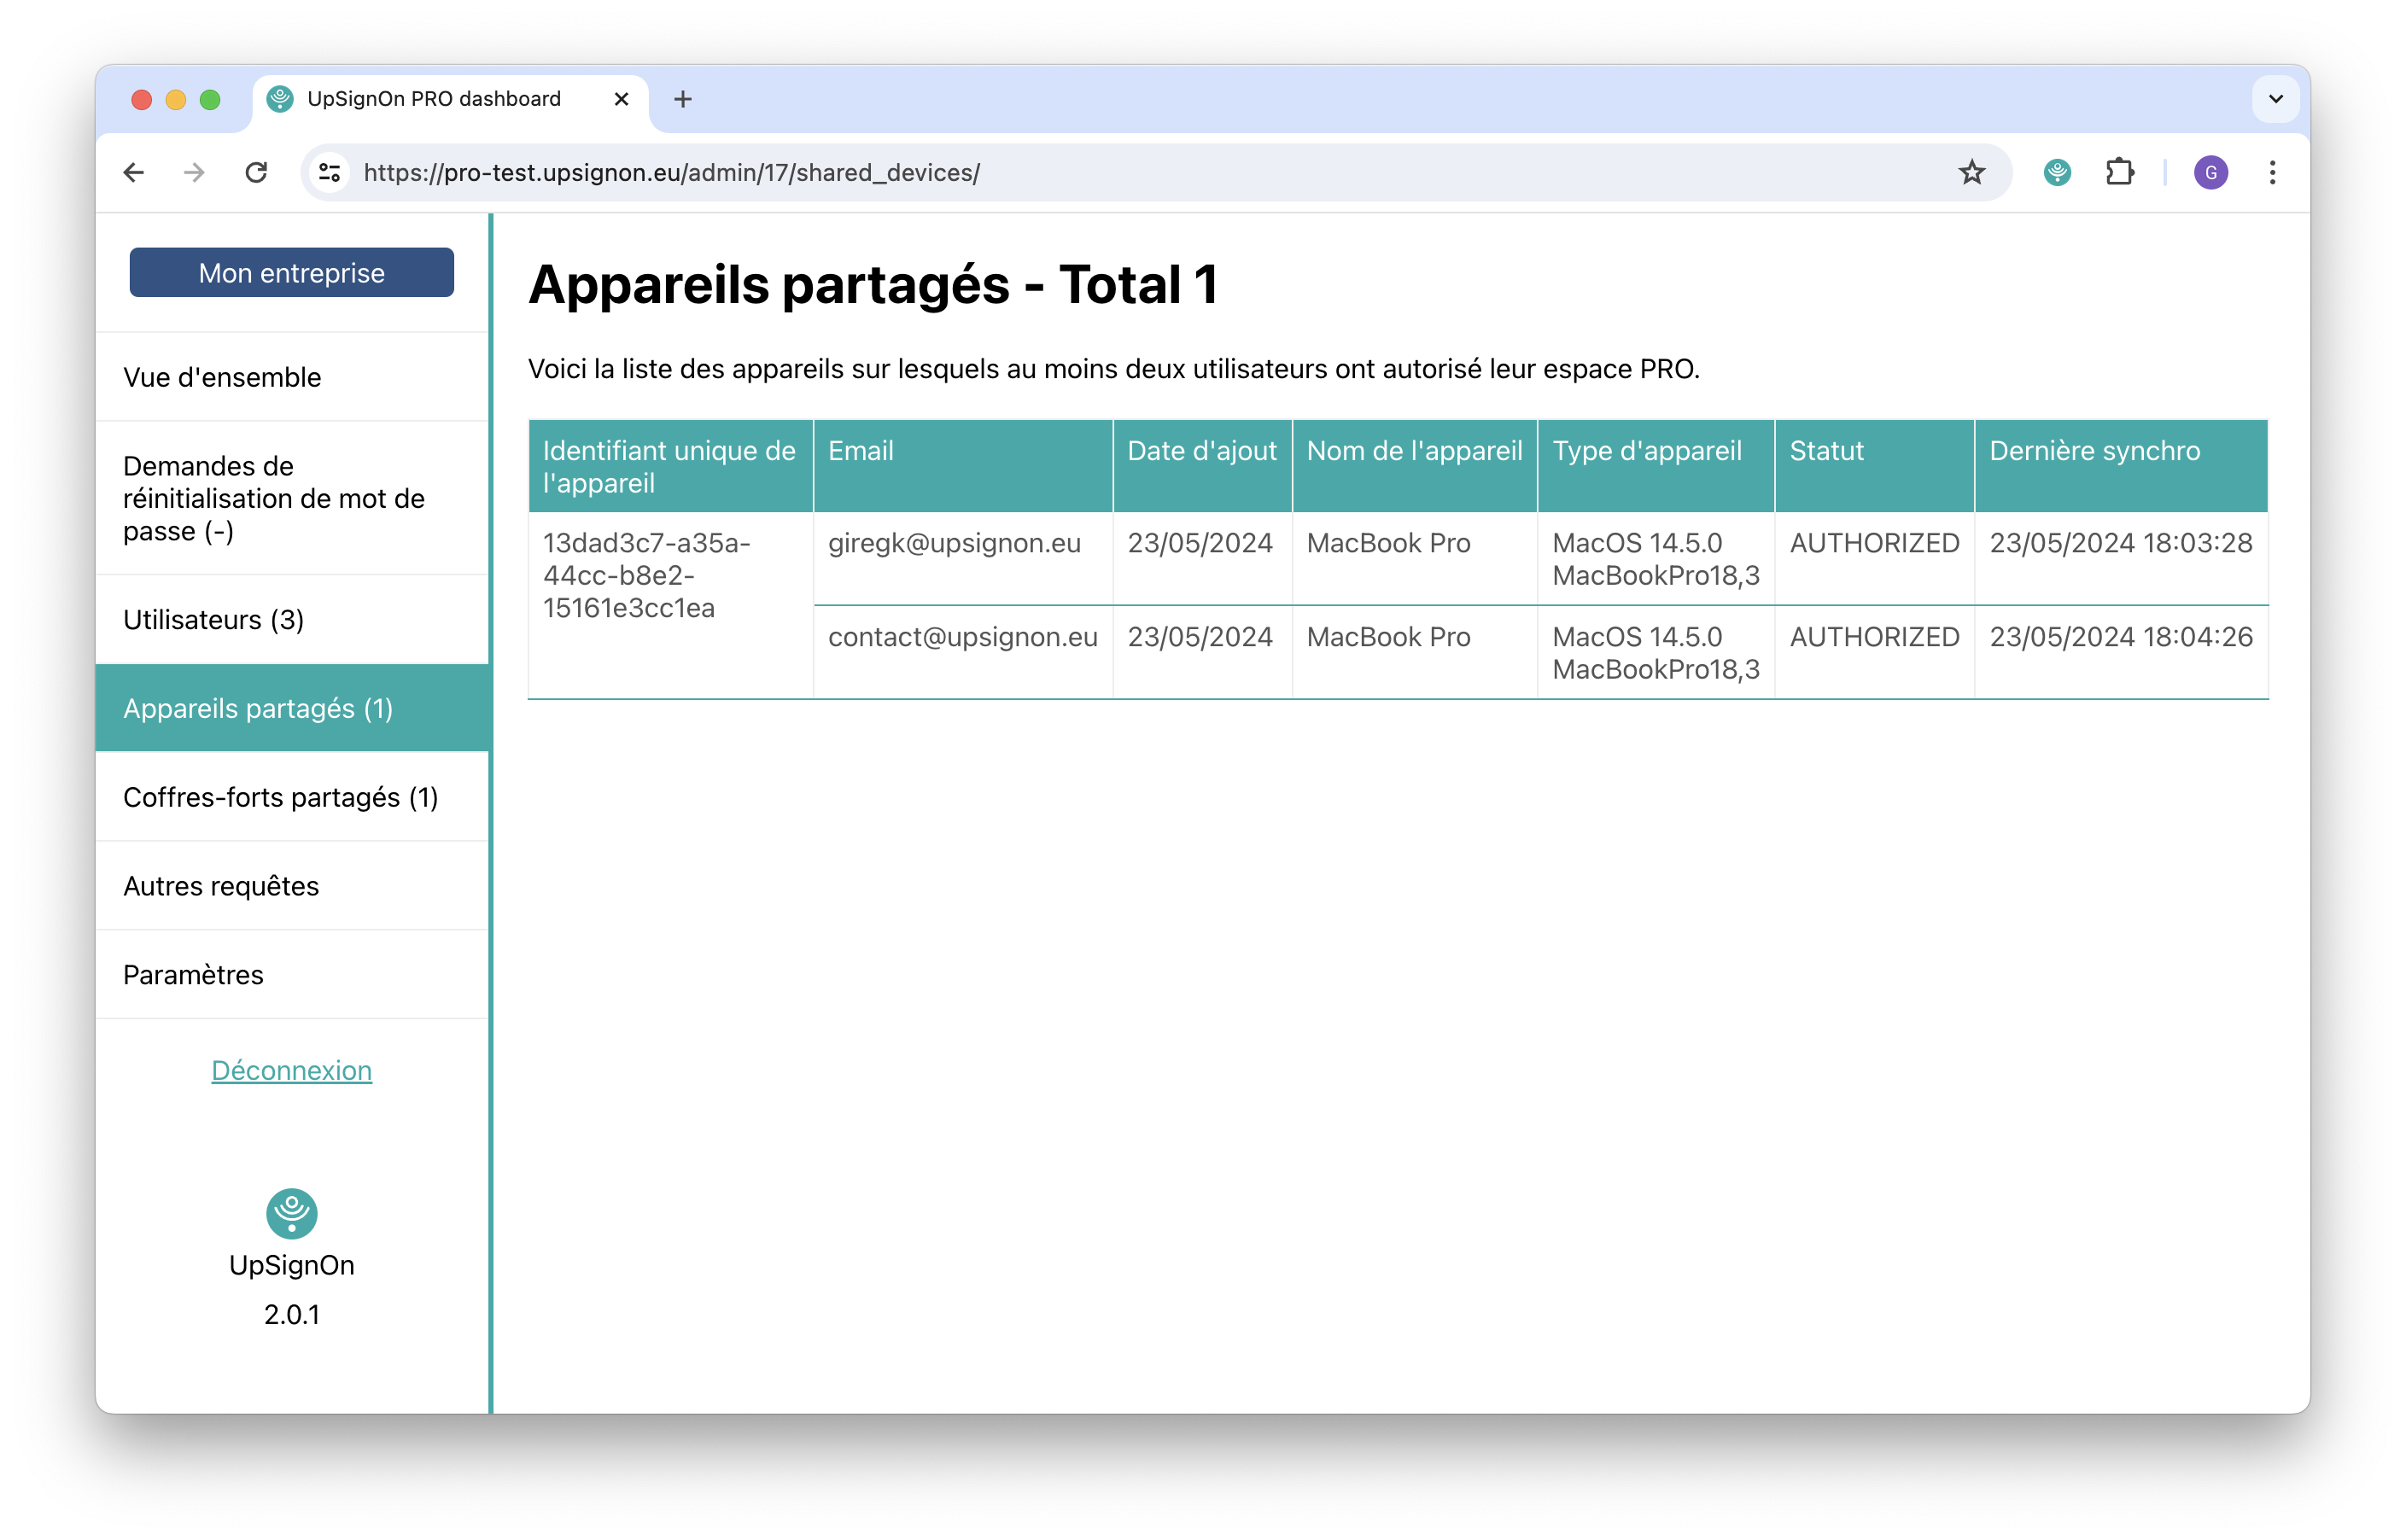 UpSignOn PRO dashboard
https://pro-test.upsignon.eu/admin/17/shared_devices/
G
Mon entreprise
Vue d'ensemble
Demandes de
réinitialisation de mot de
passe (-)
Utilisateurs (3)
Appareils partagés (1)
Coffres-forts partagés (1)
Autres requêtes
Paramètres
Déconnexion
UpSignOn
2.0.1
Appareils partagés - Total 1
Voici la liste des appareils sur lesquels au moins deux utilisateurs ont autorisé leur espace PRO.
Identifiant unique de
l'appareil
Email
Date d'ajout
Nom de l'appareil
Type d'appareil
Statut
Dernière synchro
13dad3c7-a35a-
44cc-b8e2-
15161e3cc1ea
giregk@upsignon.eu
23/05/2024
MacBook Pro
MacOS 14.5.0
MacBookPro18,3
AUTHORIZED
23/05/2024 18:03:28
contact@upsignon.eu
23/05/2024
MacBook Pro
MacOS 14.5.0
MacBookPro18,3
AUTHORIZED
23/05/2024 18:04:26